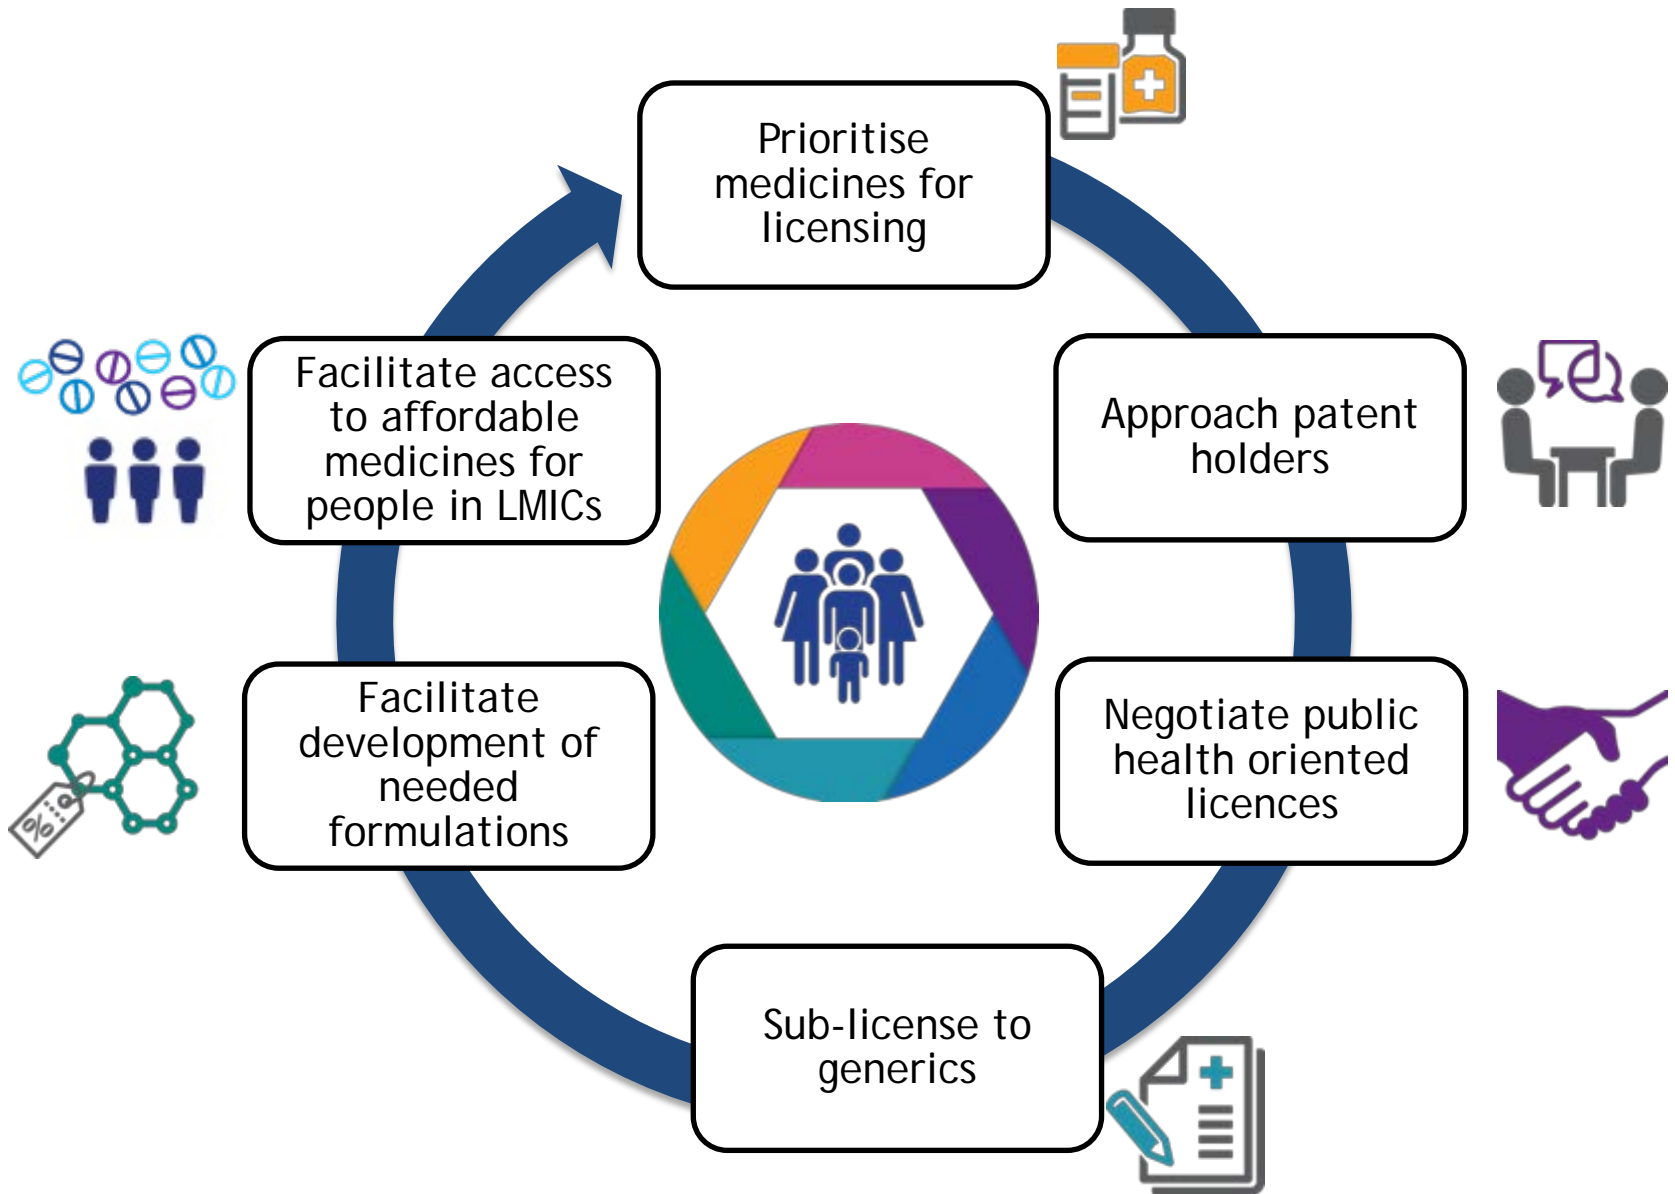 Prioritise
medicines for
licensing
Approach patent
holders
Negotiate public
health oriented
licences
Sub-license to
generics
Facilitate
development of
needed
formulations
%
Facilitate access
to affordable
medicines for
people in LMICs